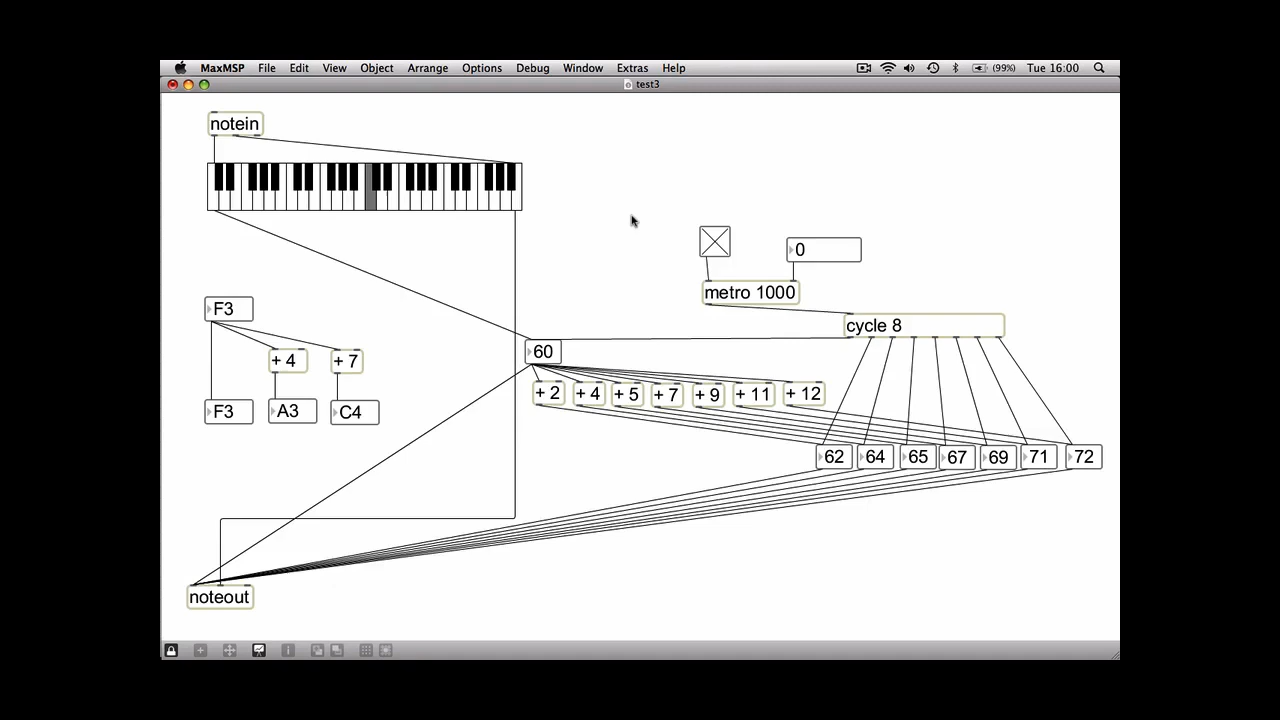 MaxMSP File Edit View Object Arrange Options Debug Window Extras Help (99%) Tue 16:00
test3
notein
0
metro 1000
F3
cycle 8
60
+ 4 + 7
+ 2 + 4 + 5 + 7 + 9 + 11 + 12
F3 A3 C4
62 64 65 67 69 71 72
noteout